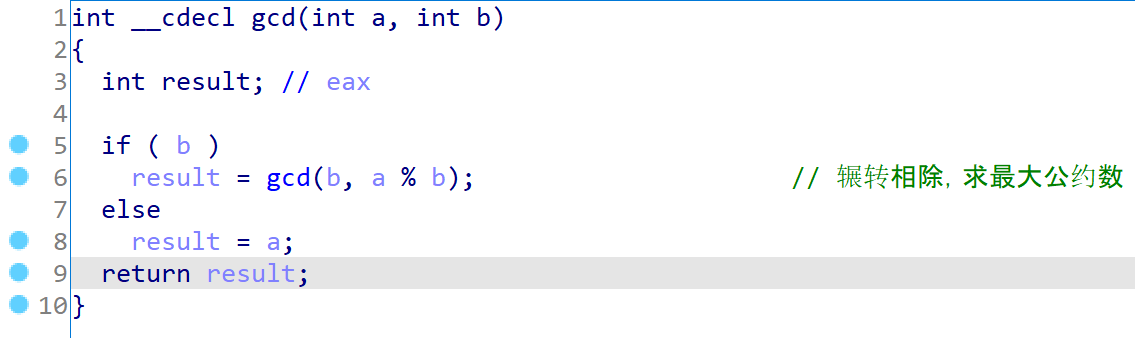 1 int __cdecl gcd(int a, int b)
2 {
3   int result; // eax
4
5   if ( b )
6     result = gcd(b, a % b);                     // 辗转相除,求最大公约数
7   else
8     result = a;
9   return result;
10 }